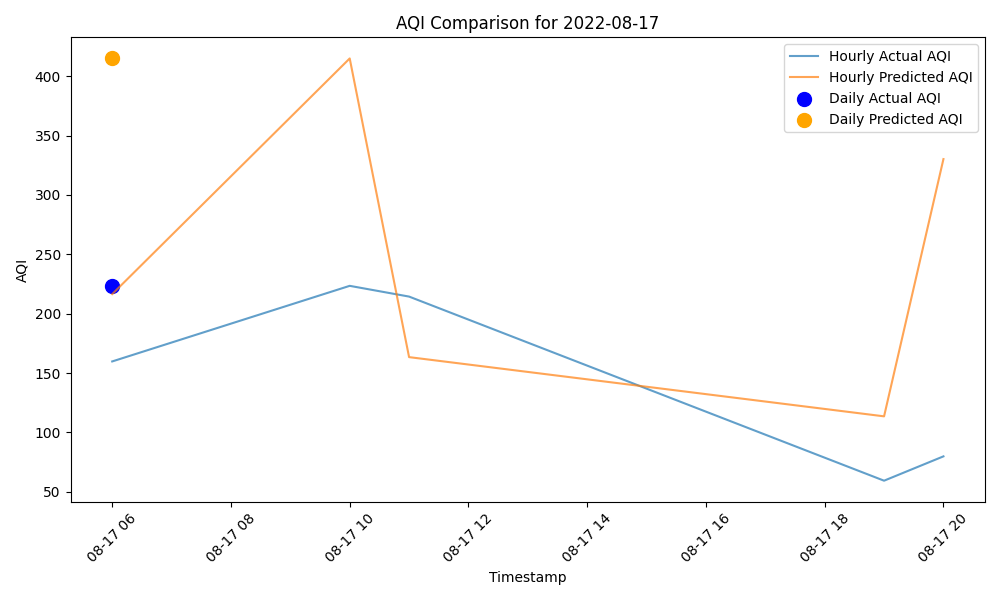 AQI Comparison for 2022-08-17
Hourly Actual AQI
Hourly Predicted AQI
Daily Actual AQI
Daily Predicted AQI
AQI
400
350
300
250
200
150
100
50
08-17 06
08-17 08
08-17 10
08-17 12
08-17 14
08-17 16
08-17 18
08-17 20
Timestamp